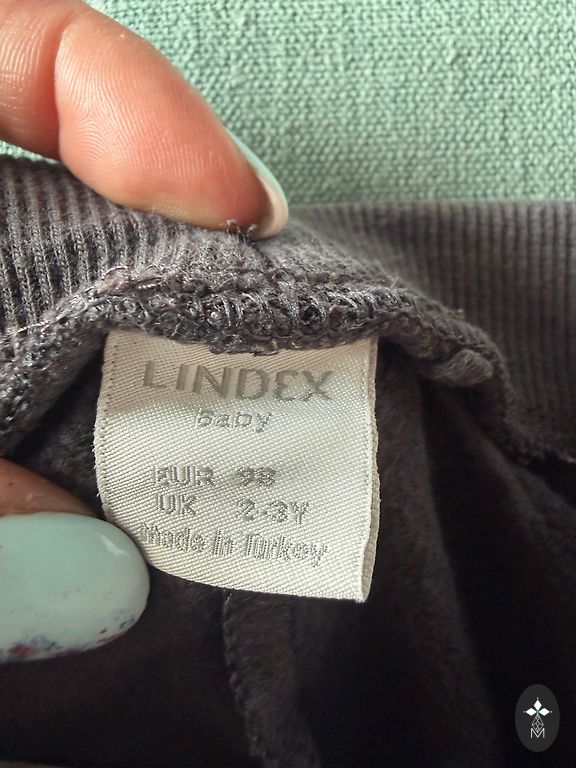 LINDEX
Baby
EUR 98
UK 2-3Y
Made in Turkey
M